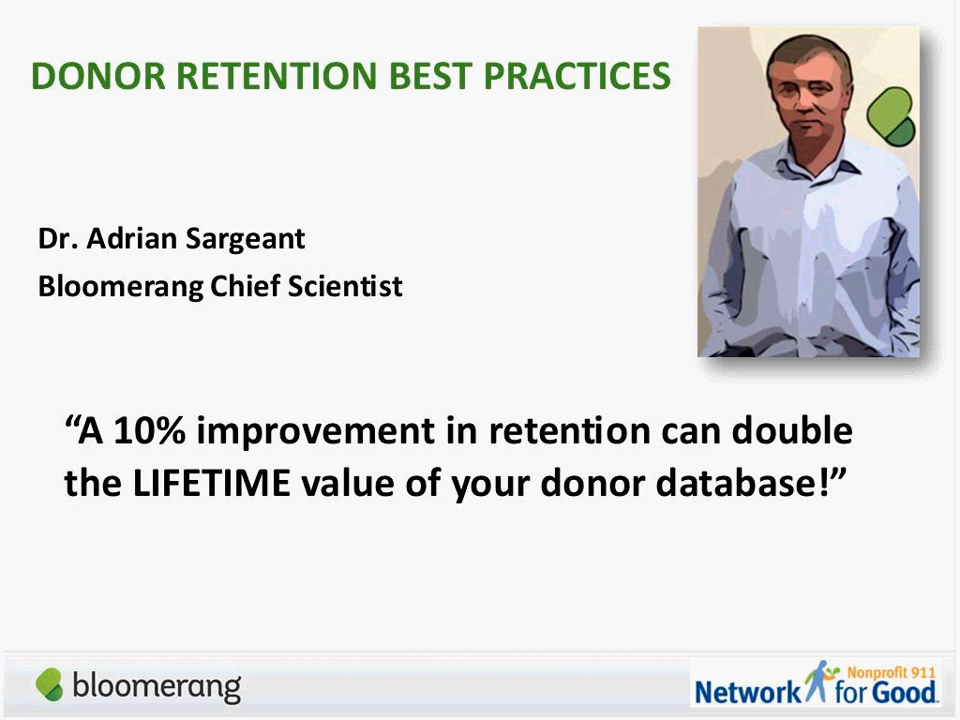 DONOR RETENTION BEST PRACTICES
Dr. Adrian Sargeant
Bloomerang Chief Scientist
“A 10% improvement in retention can double
the LIFETIME value of your donor database!”
bloomerang
Nonprofit 911
Network for Good.